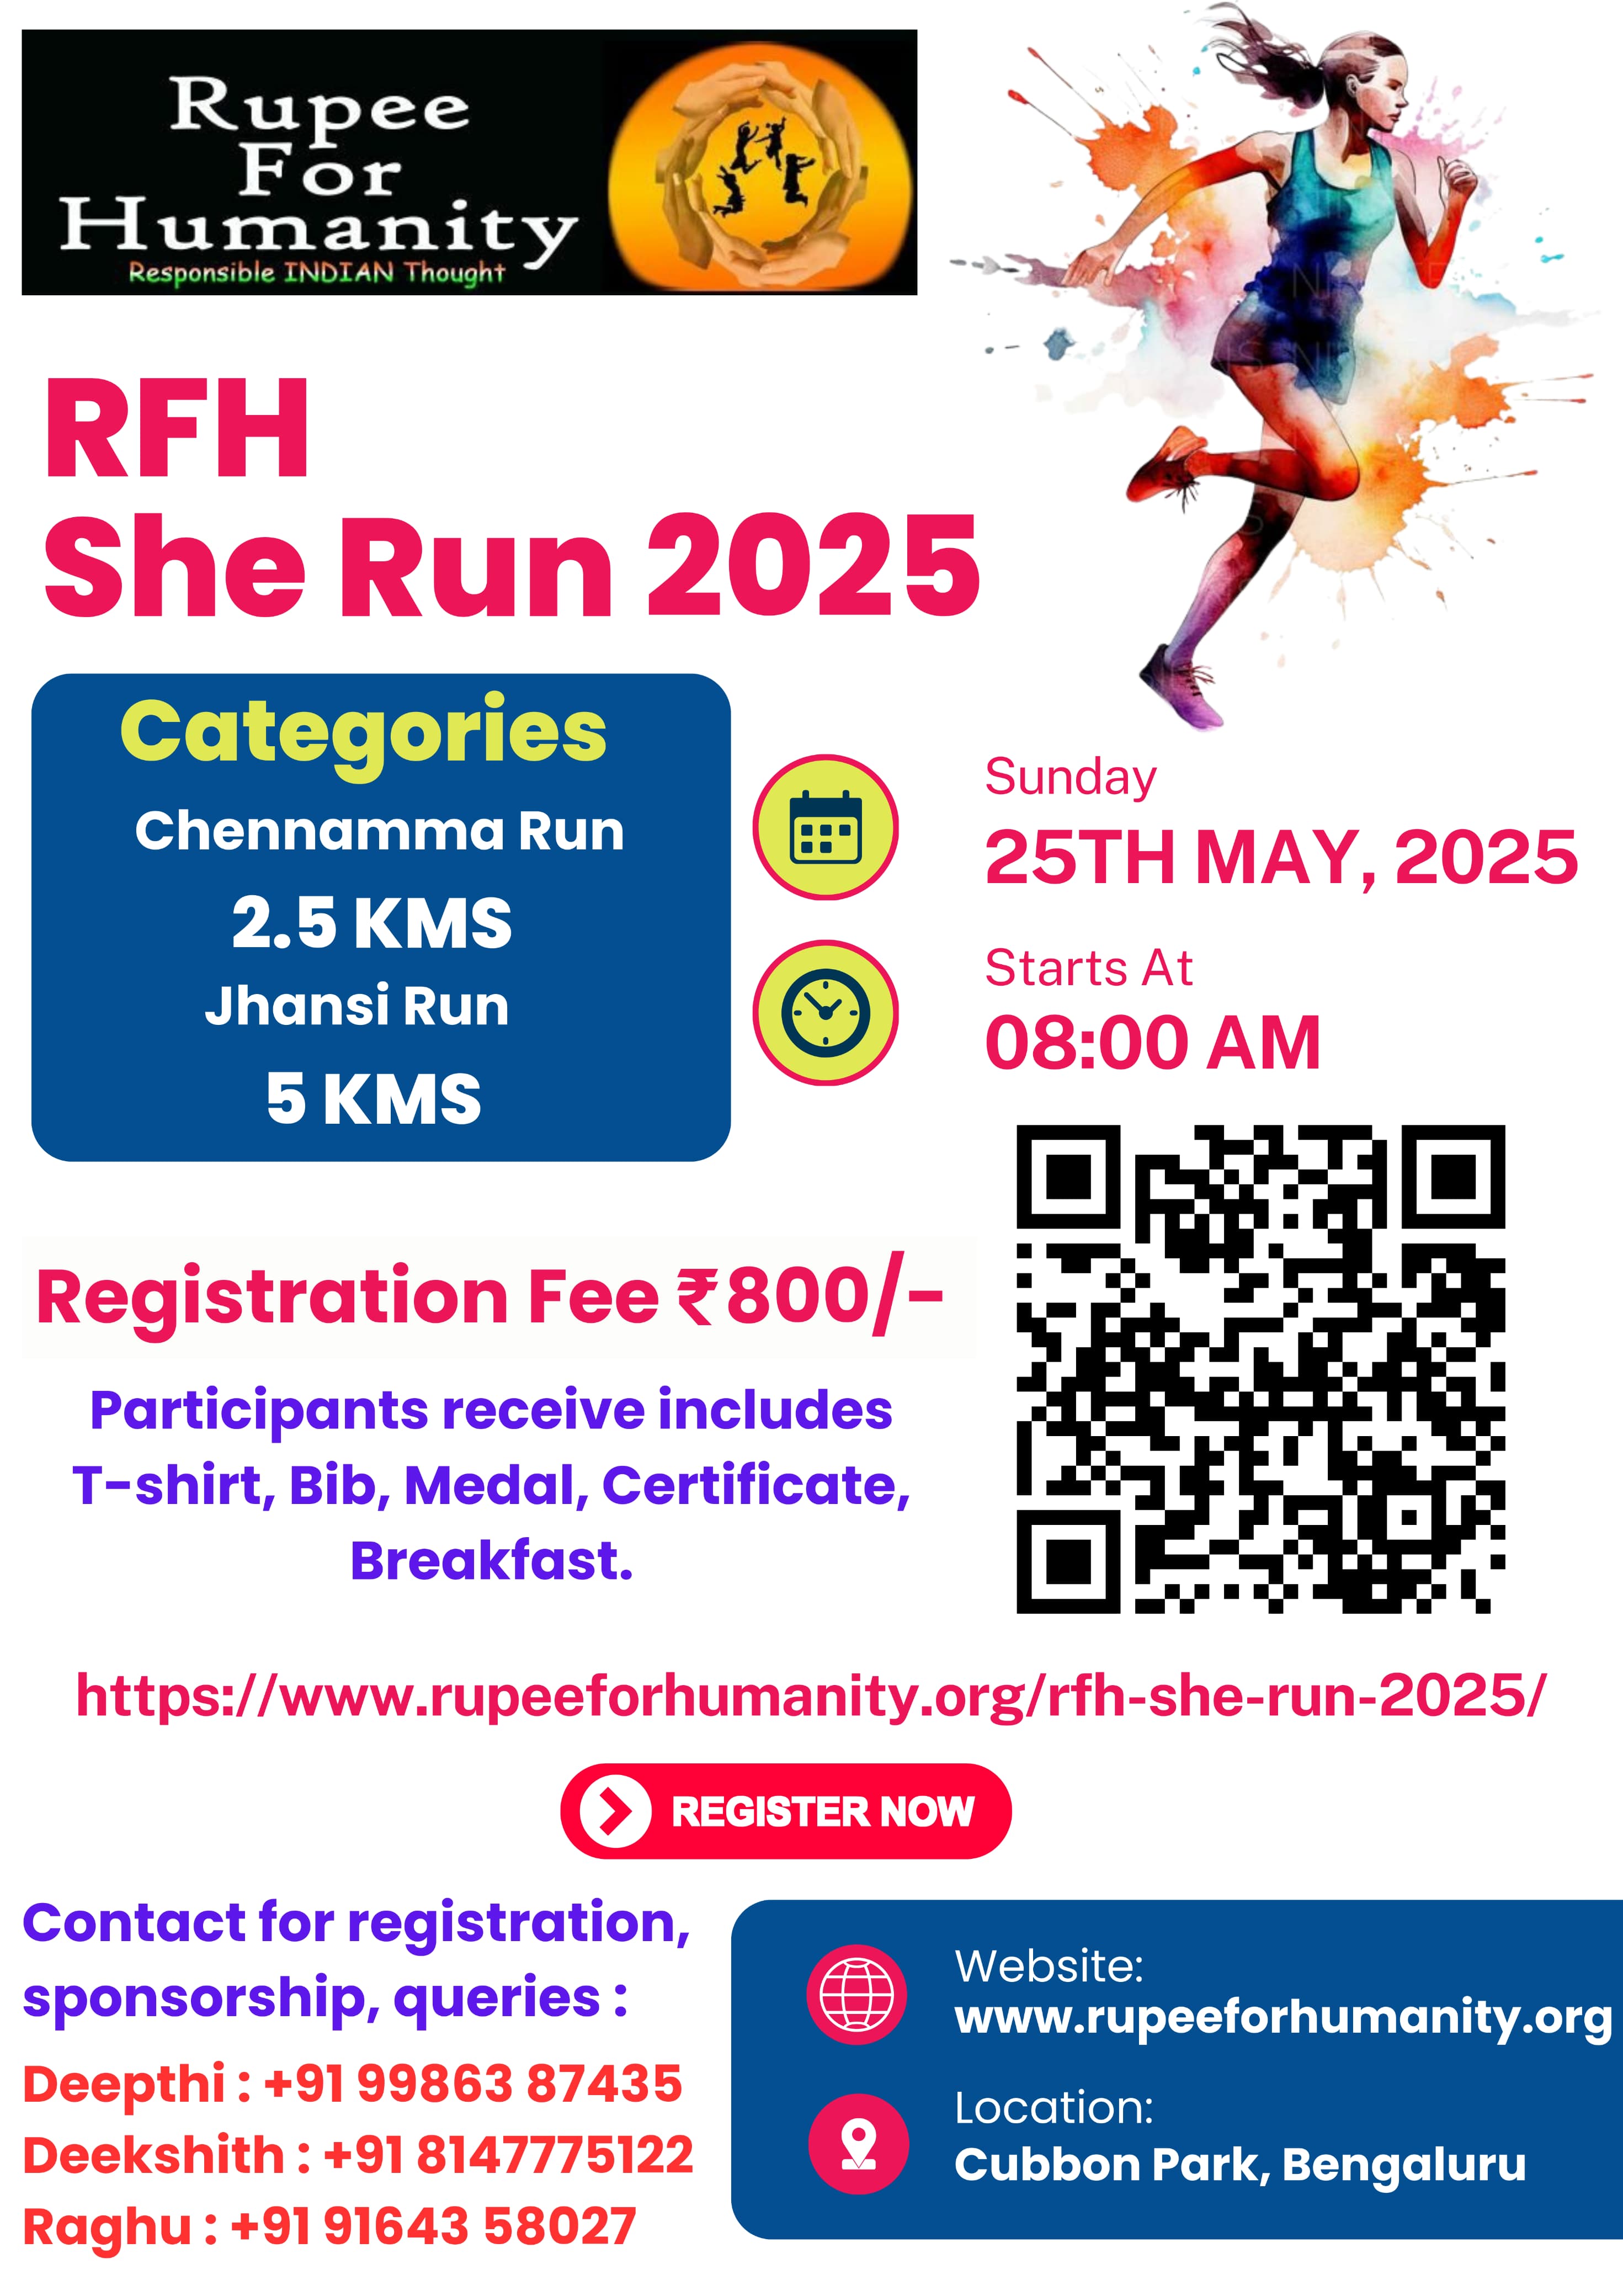 Rupee
For
Humanity
Responsible INDIAN Thought
RFH
She Run 2025
Categories
Chennamma Run
2.5 KMS
Jhansi Run
5 KMS
Sunday
25TH MAY, 2025
Starts At
08:00 AM
Registration Fee ₹800/-
Participants receive includes
T-shirt, Bib, Medal, Certificate,
Breakfast.
https://www.rupeeforhumanity.org/rfh-she-run-2025/
REGISTER NOW
Contact for registration,
sponsorship, queries :
Deepthi : +91 99863 87435
Deekshith : +91 8147775122
Raghu : +91 91643 58027
Website:
www.rupeeforhumanity.org
Location:
Cubbon Park, Bengaluru